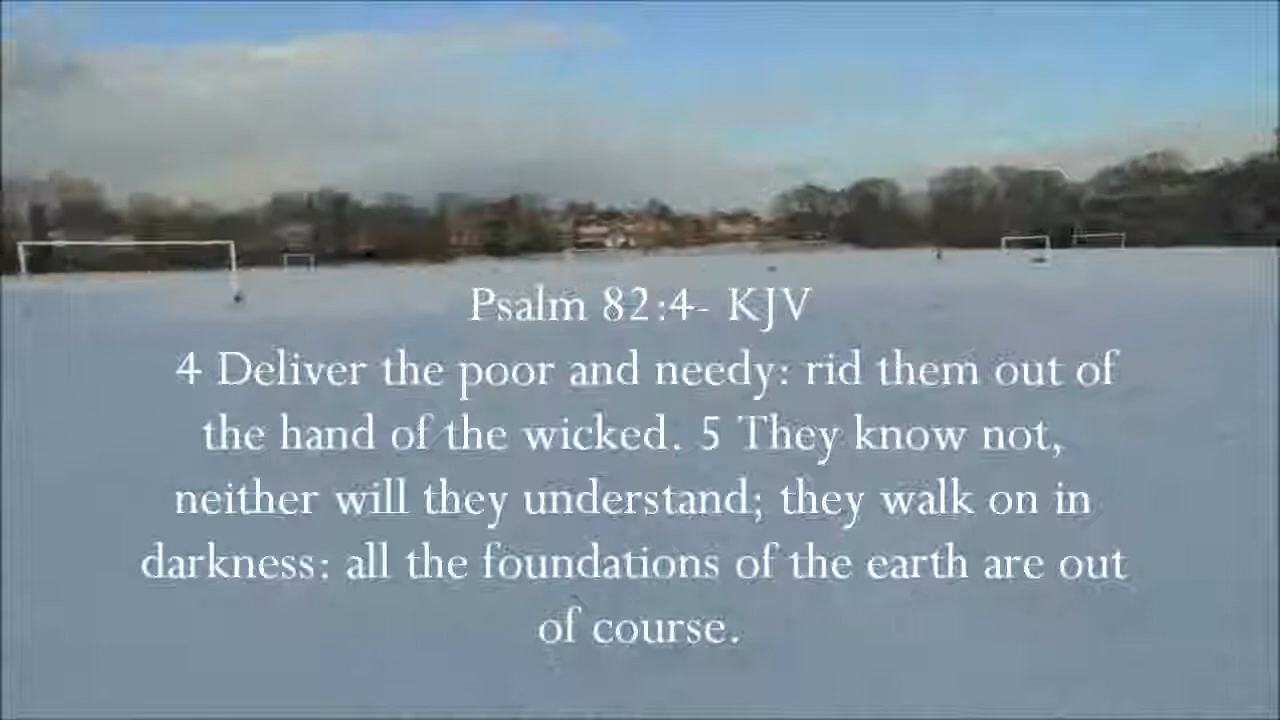 Psalm 82:4- KJV
4 Deliver the poor and needy: rid them out of
the hand of the wicked. 5 They know not,
neither will they understand; they walk on in
darkness: all the foundations of the earth are out
of course.